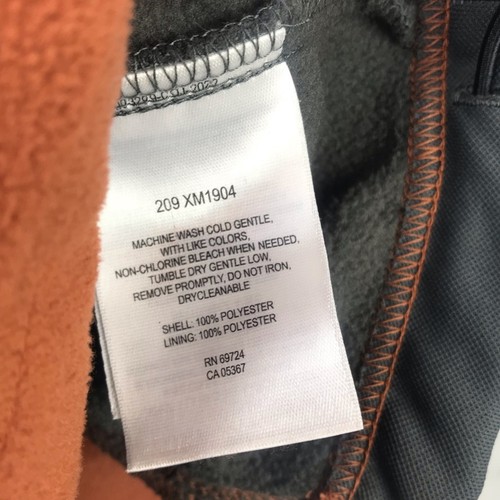 209 XM1904
MACHINE WASH COLD GENTLE,
WITH LIKE COLORS,
NON-CHLORINE BLEACH WHEN NEEDED,
TUMBLE DRY GENTLE LOW,
REMOVE PROMPTLY, DO NOT IRON,
DRYCLEANABLE
SHELL: 100% POLYESTER
LINING: 100% POLYESTER
RN 69724
CA 05367